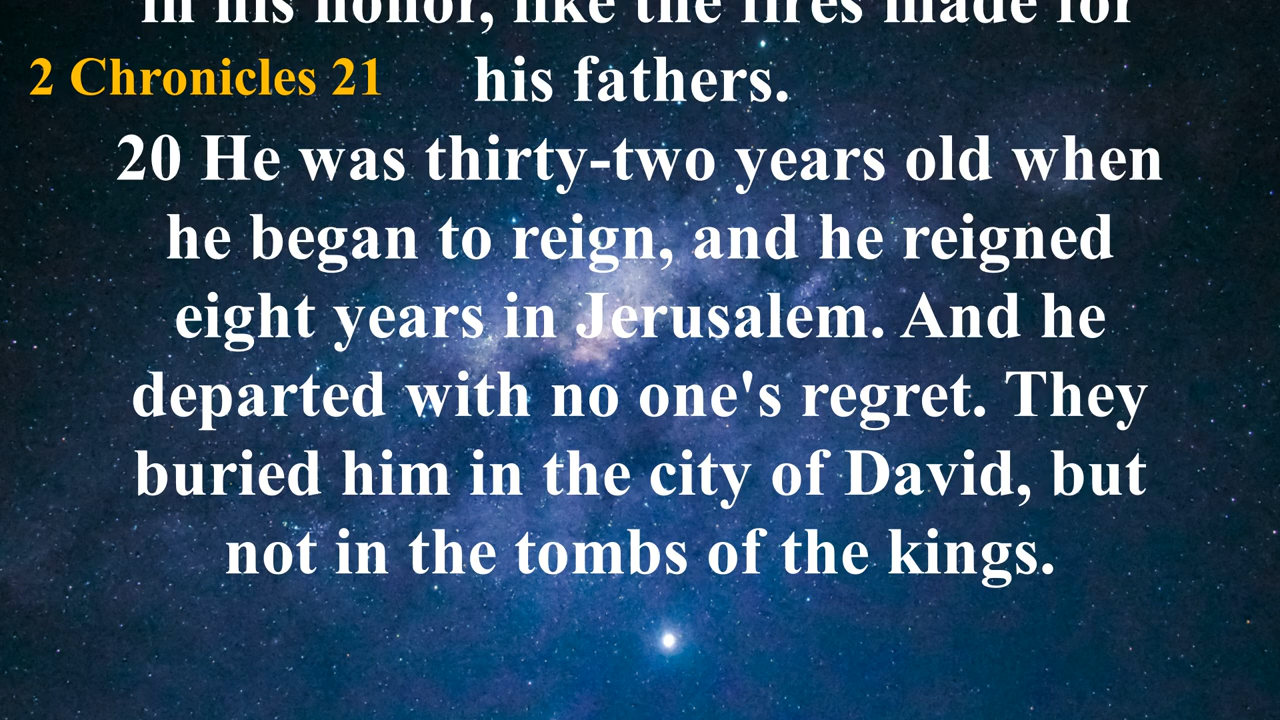 in his honor, like the fires made for
2 Chronicles 21
his fathers.
20 He was thirty-two years old when
he began to reign, and he reigned
eight years in Jerusalem. And he
departed with no one's regret. They
buried him in the city of David, but
not in the tombs of the kings.